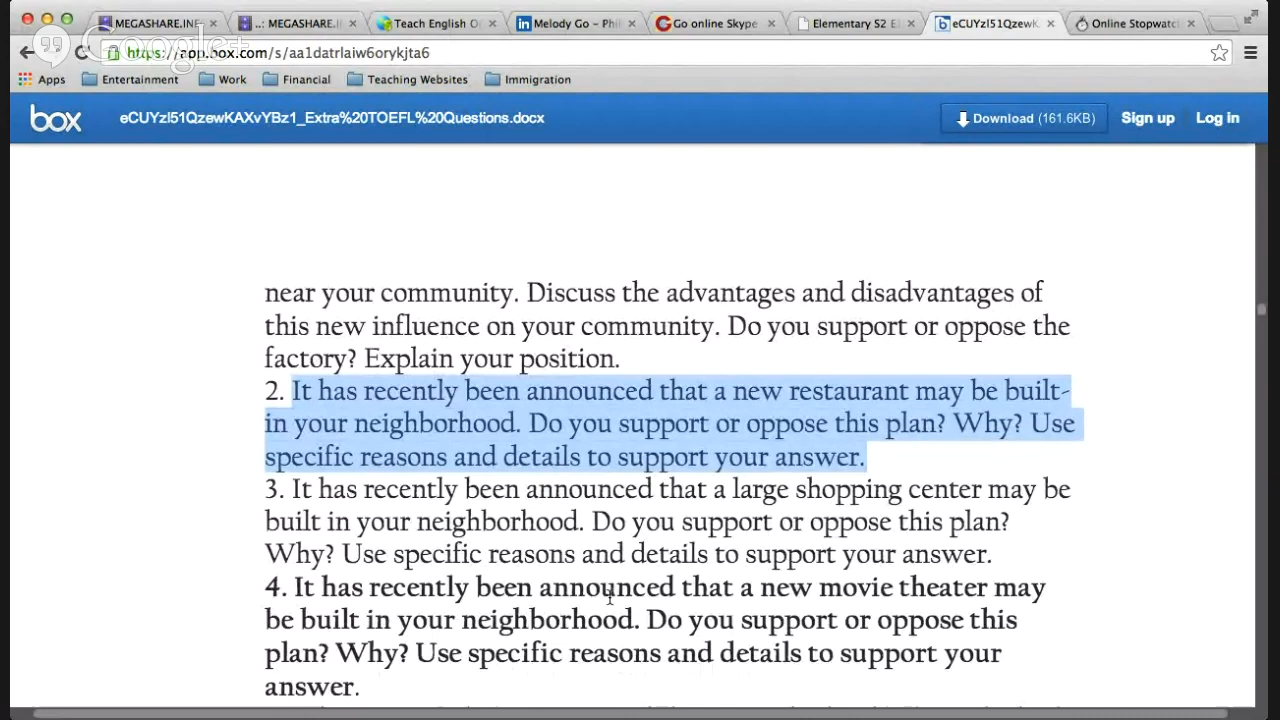 MEGASHARE.INF
..: MEGASHARE.I
Teach English O
Melody Go – Phi
Go online Skype
Elementary S2 E
eCUYzl51Qzewk
Online Stopwatc
Google+
https://app.box.com/s/aa1datrlaiw6orykjta6
Apps Entertainment Work Financial Teaching Websites Immigration
box eCUYzl51QzewKAXvYBz1_Extra%20TOEFL%20Questions.docx Download (161.6KB) Sign up Log in
near your community. Discuss the advantages and disadvantages of
this new influence on your community. Do you support or oppose the
factory? Explain your position.
2. It has recently been announced that a new restaurant may be built-
in your neighborhood. Do you support or oppose this plan? Why? Use
specific reasons and details to support your answer.
3. It has recently been announced that a large shopping center may be
built in your neighborhood. Do you support or oppose this plan?
Why? Use specific reasons and details to support your answer.
4. It has recently been announced that a new movie theater may
be built in your neighborhood. Do you support or oppose this
plan? Why? Use specific reasons and details to support your
answer.